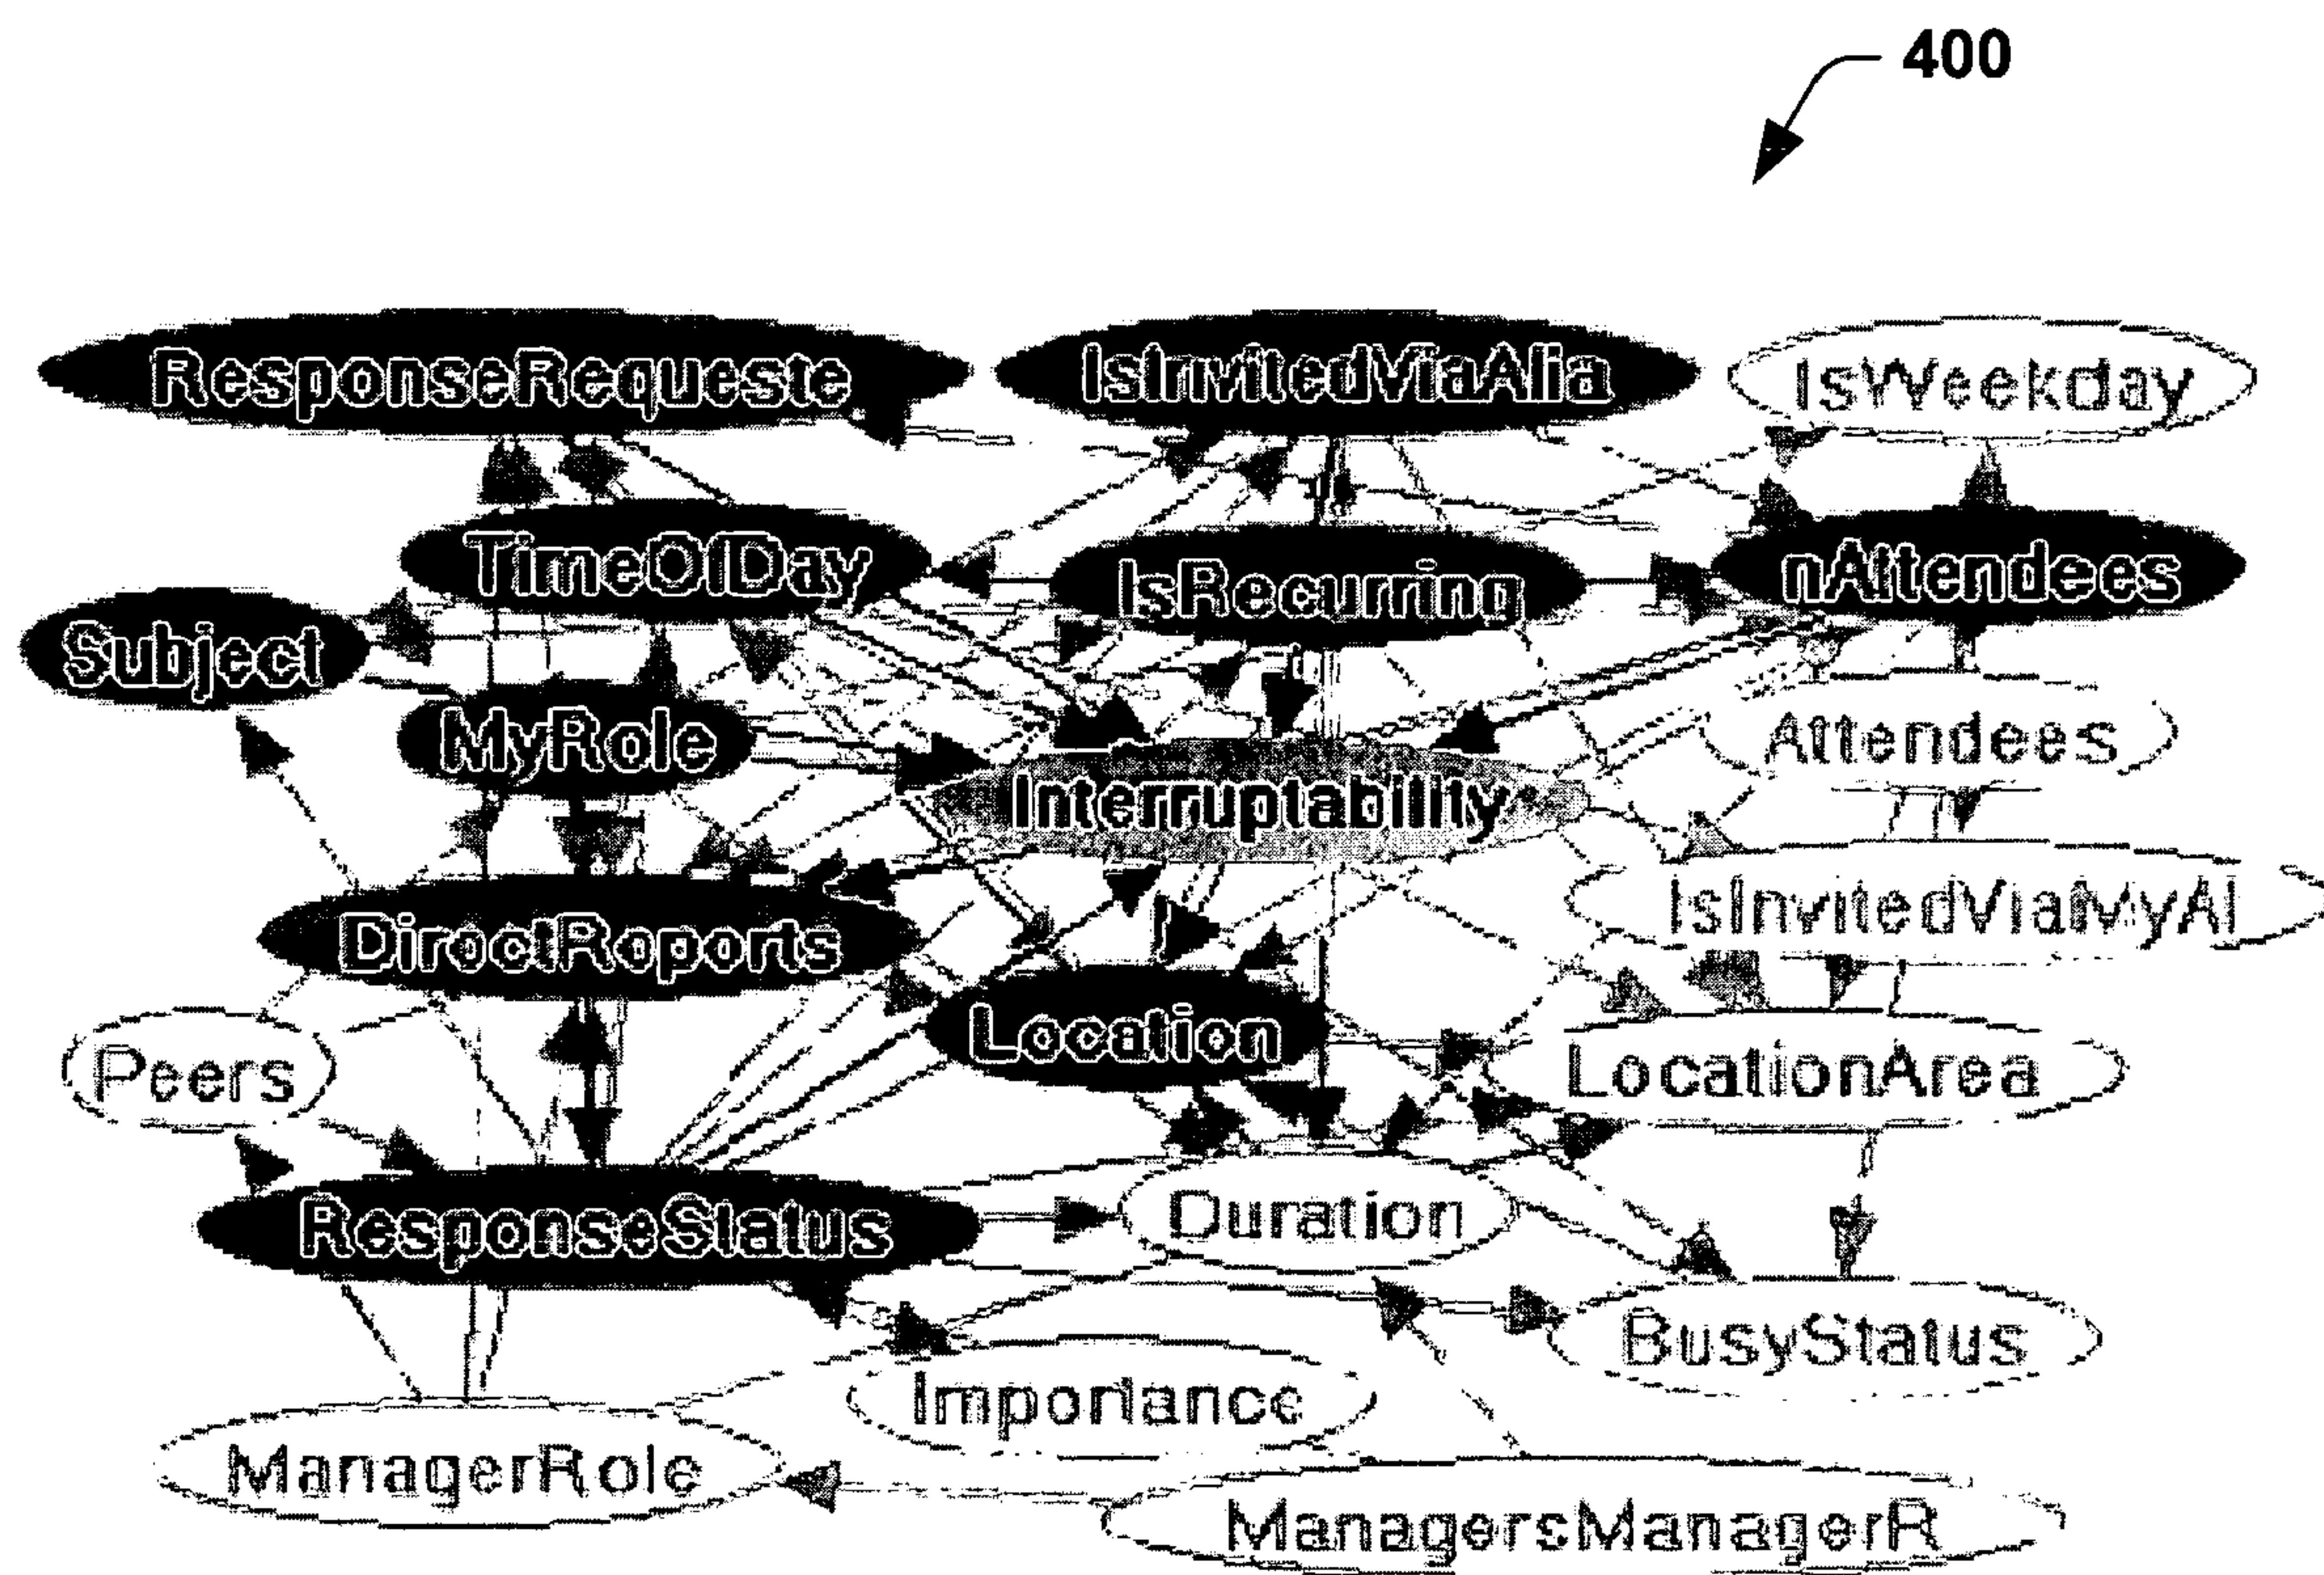 400
ResponseRequeste
IsInvitedViaAlia
IsWeekday
TimeOfDay
IsRecurring
nAttendees
Subject
MyRole
Attendees
Interruptability
IsInvitedViaMyAl
DirectReports
Location
Peers
LocationArea
ResponseStatus
Duration
BusyStatus
Importance
ManagerRole
ManagersManagerR